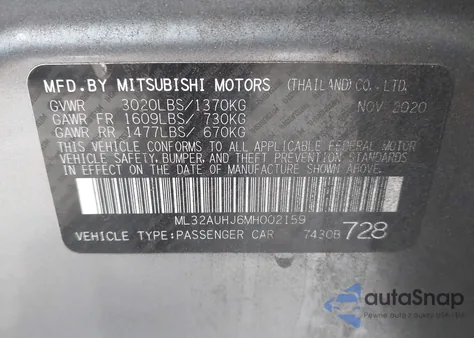 MFD.BY MITSUBISHI MOTORS (THAILAND) CO., LTD.
GVWR 3020LBS/1370KG NOV 2020
GAWR FR 1609LBS/ 730KG
GAWR RR 1477LBS/ 670KG
THIS VEHICLE CONFORMS TO ALL APPLICABLE FEDERAL MOTOR
VEHICLE SAFETY, BUMPER, AND THEFT PREVENTION STANDARDS
IN EFFECT ON THE DATE OF MANUFACTURE SHOWN ABOVE.
ML32AUHJ6MH002159
VEHICLE TYPE:PASSENGER CAR 7430B 728
autoSnap